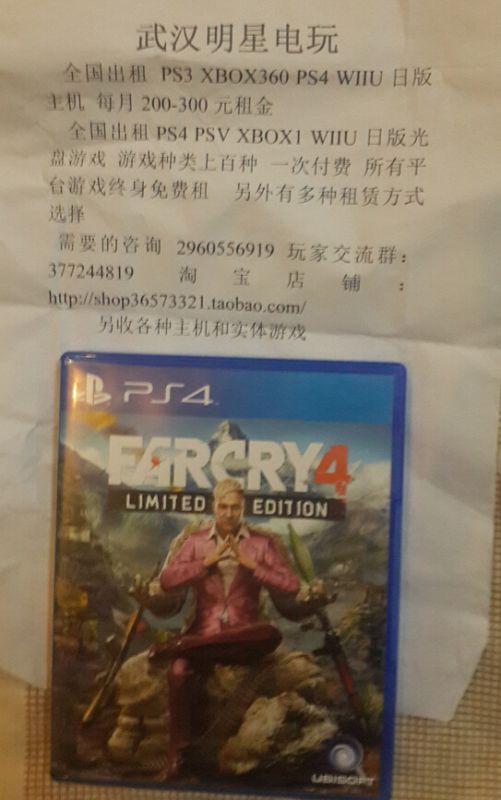 武汉明星电玩
全国出租 PS3 XBOX360 PS4 WIIU 日版
主机 每月 200-300 元租金
全国出租 PS4 PSV XBOX1 WIIU 日版光
盘游戏 游戏种类上百种 一次付费 所有平
台游戏终身免费租 另外有多种租赁方式
选择
需要的咨询 2960556919 玩家交流群:
377244819 淘宝店铺:
http://shop36573321.taobao.com/
另收各种主机和实体游戏
PS4
FARCRY4
LIMITED EDITION
UBISOFT